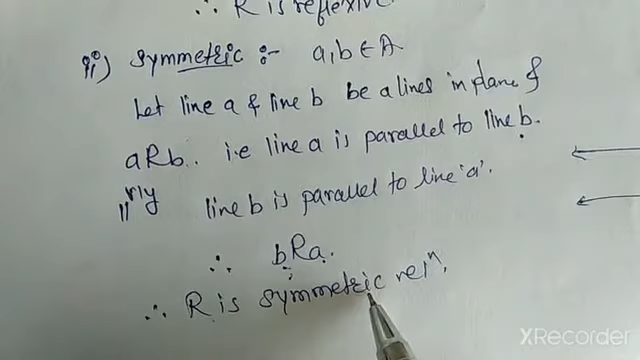 ∴ R is reflexive.
ii) Symmetric :- a,b ∈ A
Let line a & line b be a lines in plane &
aRb. i.e line a is parallel to line b.
||rly line b is parallel to line 'a'.
∴ bRa.
∴ R is symmetric relⁿ.
XRecorder